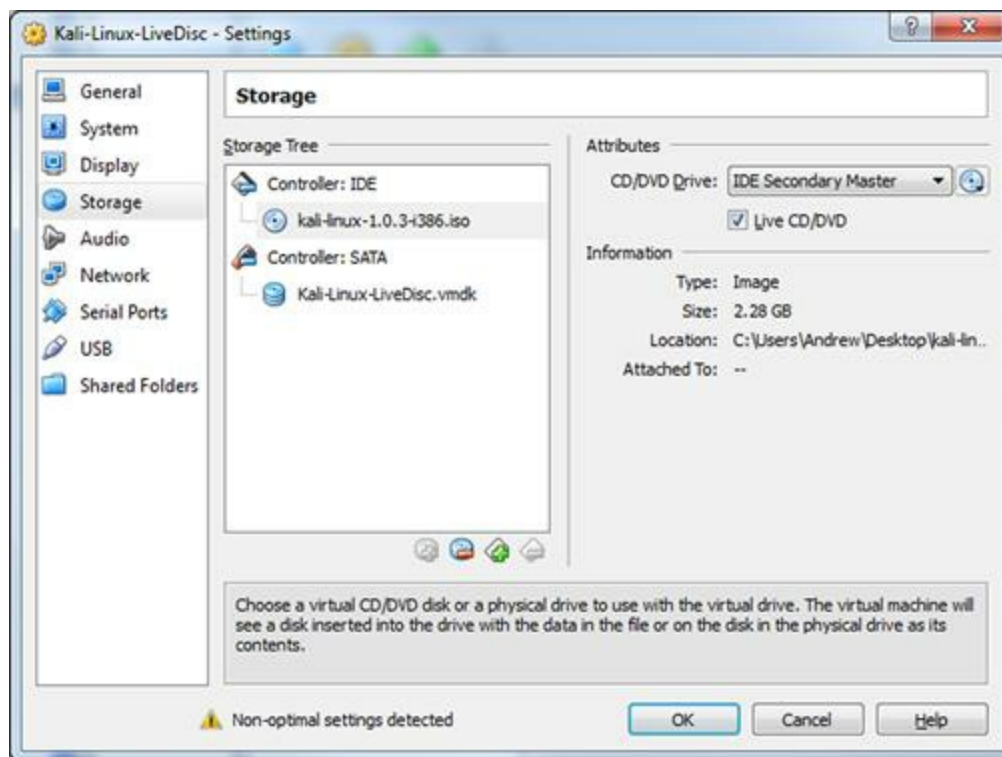 Kali-Linux-LiveDisc - Settings
General
System
Display
Storage
Audio
Network
Serial Ports
USB
Shared Folders
Storage
Storage Tree
Controller: IDE
kali-linux-1.0.3-i386.iso
Controller: SATA
Kali-Linux-LiveDisc.vmdk
Attributes
CD/DVD Drive: IDE Secondary Master
Live CD/DVD
Information
Type: Image
Size: 2.28 GB
Location: C:\Users\Andrew\Desktop\kali-lin..
Attached To: --
Choose a virtual CD/DVD disk or a physical drive to use with the virtual drive. The virtual machine will
see a disk inserted into the drive with the data in the file or on the disk in the physical drive as its
contents.
Non-optimal settings detected
OK Cancel Help